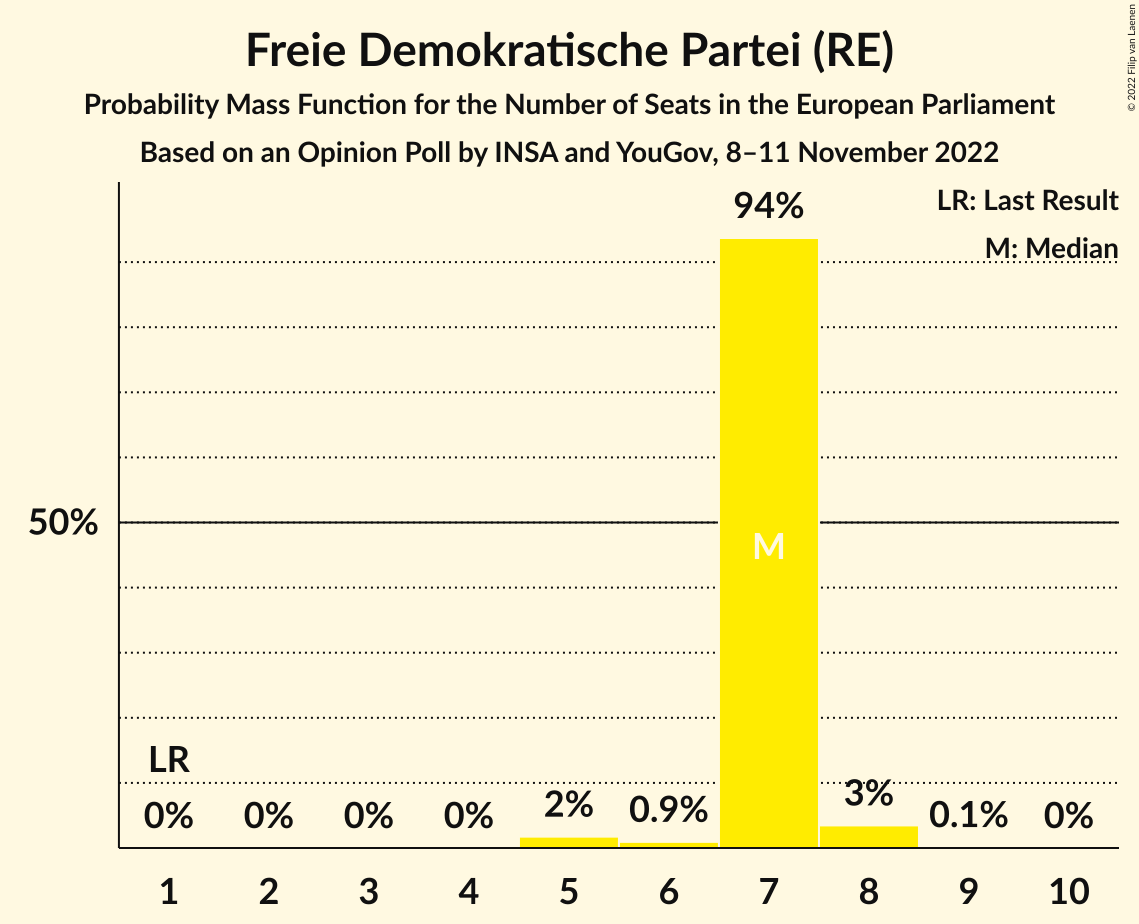 Freie Demokratische Partei (RE)
Probability Mass Function for the Number of Seats in the European Parliament
Based on an Opinion Poll by INSA and YouGov, 8–11 November 2022
© 2022 Filip van Laenen
LR: Last Result
M: Median
94%
50%
M
LR
0% 0% 0% 0% 2% 0.9% 3% 0.1% 0%
1 2 3 4 5 6 7 8 9 10